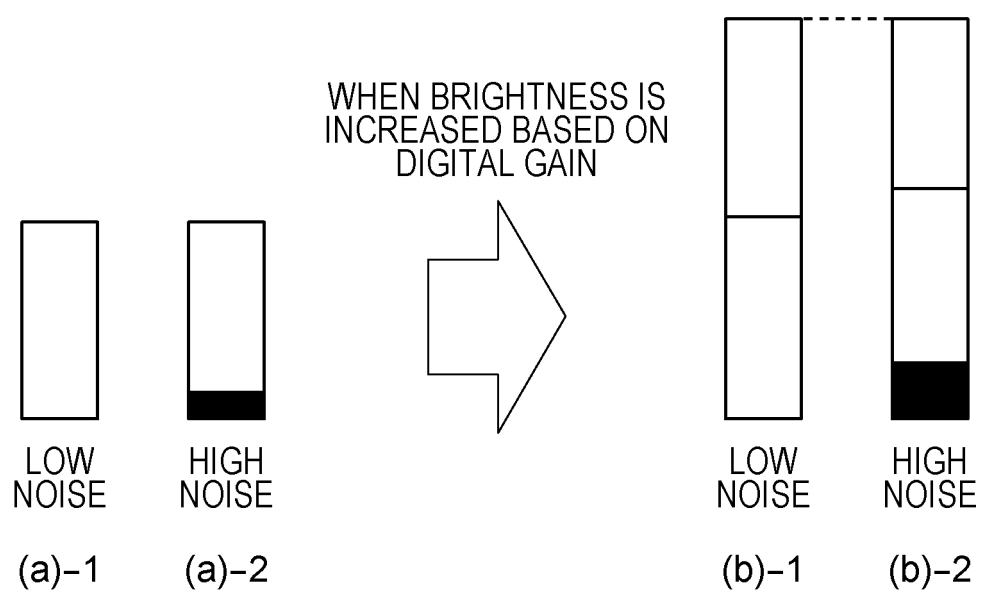 WHEN BRIGHTNESS IS
INCREASED BASED ON
DIGITAL GAIN
LOW
NOISE
HIGH
NOISE
LOW
NOISE
HIGH
NOISE
(a)-1
(a)-2
(b)-1
(b)-2